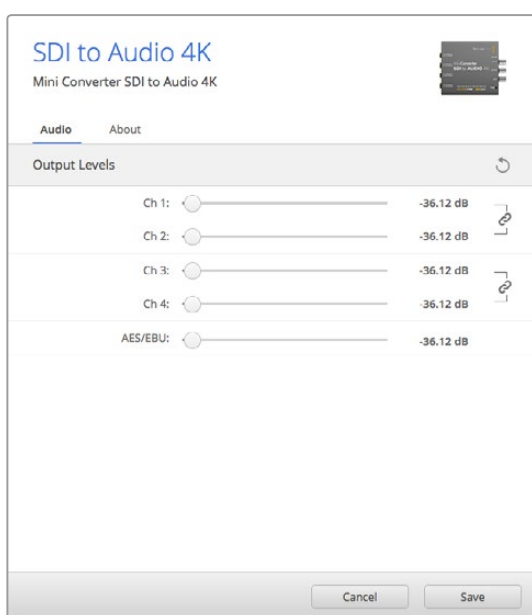 SDI to Audio 4K
Mini Converter SDI to Audio 4K
Audio About
Output Levels
Ch 1: -36.12 dB
Ch 2: -36.12 dB
Ch 3: -36.12 dB
Ch 4: -36.12 dB
AES/EBU: -36.12 dB
Cancel Save